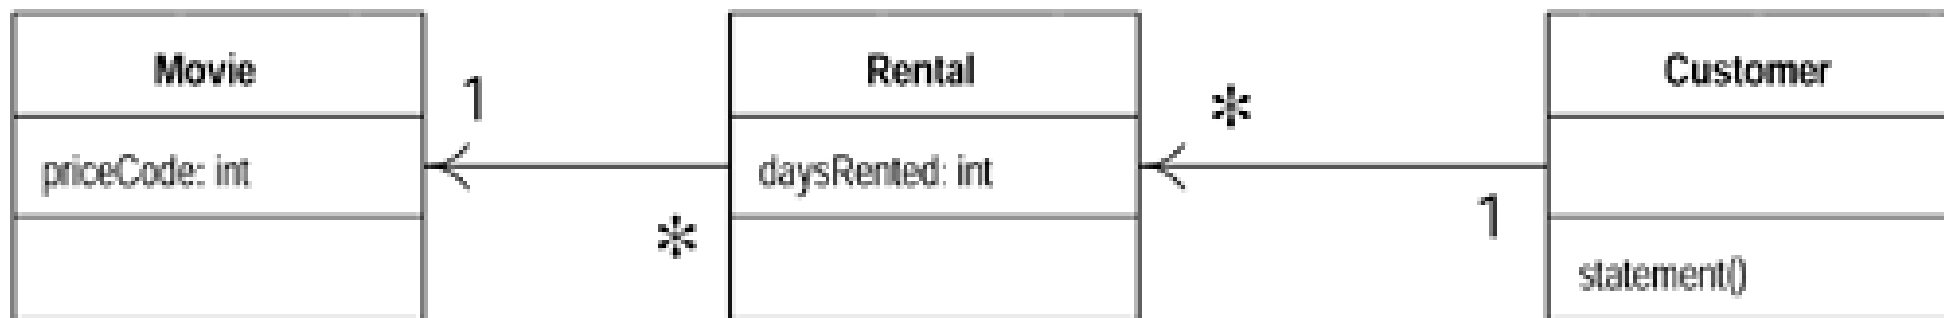 Movie
priceCode: int
1
*
Rental
daysRented: int
*
1
Customer
statement()